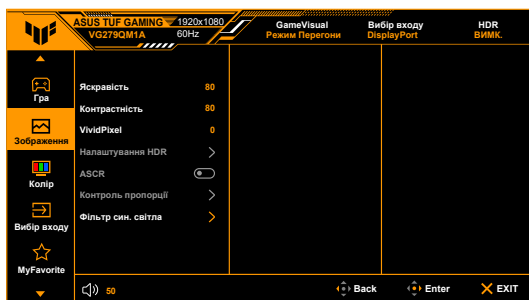 ASUS TUF GAMING
VG279QM1A
1920x1080
60Hz
GameVisual
Режим Перегони
Вибір входу
DisplayPort
HDR
ВИМК.
Гра
Зображення
Колір
Вибір входу
MyFavorite
Яскравість 80
Контрастність 80
VividPixel 0
Налаштування HDR
ASCR
Контроль пропорції
Фільтр син. світла
50
Back
Enter
EXIT